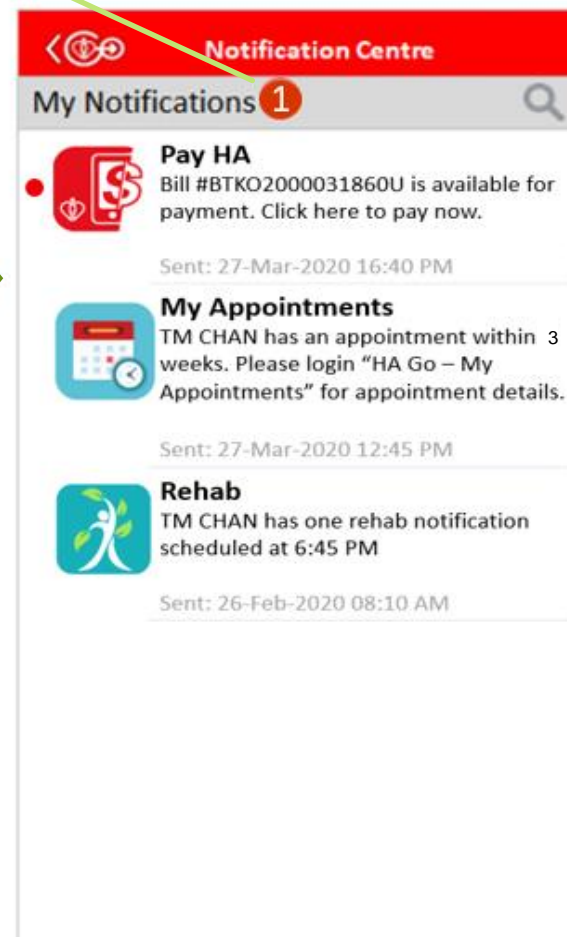 Notification Centre
My Notifications 1
Pay HA
Bill #BTKO2000031860U is available for
payment. Click here to pay now.
Sent: 27-Mar-2020 16:40 PM
My Appointments
TM CHAN has an appointment within 3
weeks. Please login “HA Go – My
Appointments” for appointment details.
Sent: 27-Mar-2020 12:45 PM
Rehab
TM CHAN has one rehab notification
scheduled at 6:45 PM
Sent: 26-Feb-2020 08:10 AM